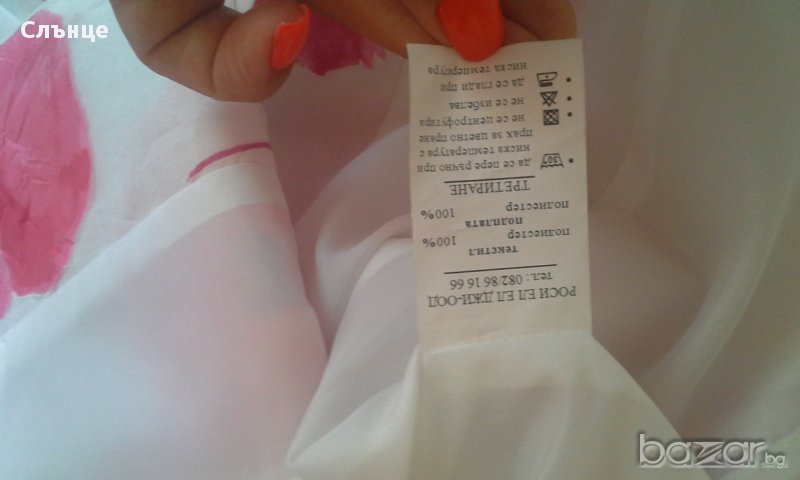 Слънце
РОСИ ЕЛ ЕЛ ДЖИ-ООД
тел.: 082/86 16 66
текстил
полиестер 100%
подплата
полиестер 100%
ТРЕТИРАНЕ
• 30 да се пере ръчно при
ниска температура с
прах за цветно пране
• не се центрофугира
• не се избелва
• да се глади при
ниска температура
bazar.bg